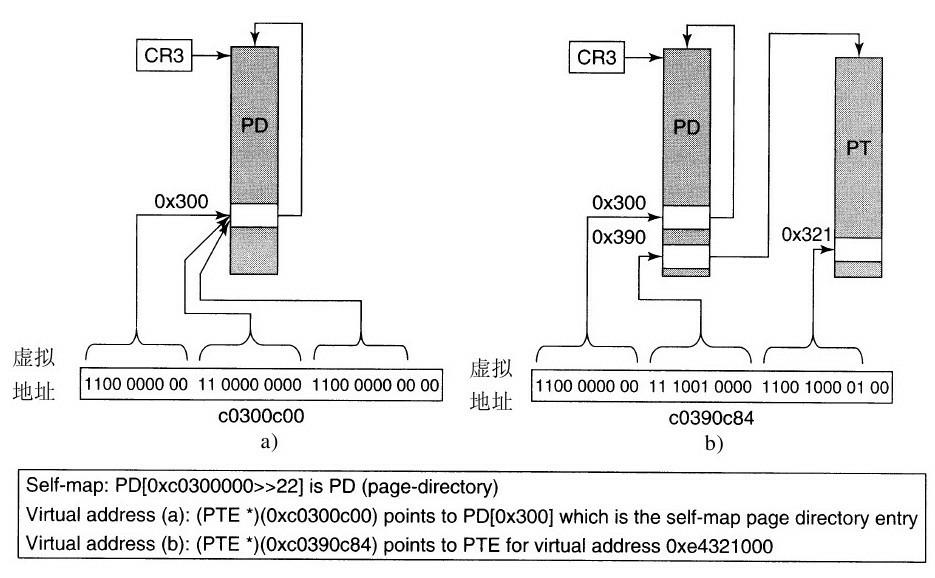 CR3
PD
0x300
虚拟
地址
1100 0000 00 11 0000 0000 1100 0000 00 00
c0300c00
a)
CR3
PD
PT
0x300
0x390
0x321
虚拟
地址
1100 0000 00 11 1001 0000 1100 1000 01 00
c0390c84
b)
Self-map: PD[0xc0300000>>22] is PD (page-directory)
Virtual address (a): (PTE *)(0xc0300c00) points to PD[0x300] which is the self-map page directory entry
Virtual address (b): (PTE *)(0xc0390c84) points to PTE for virtual address 0xe4321000